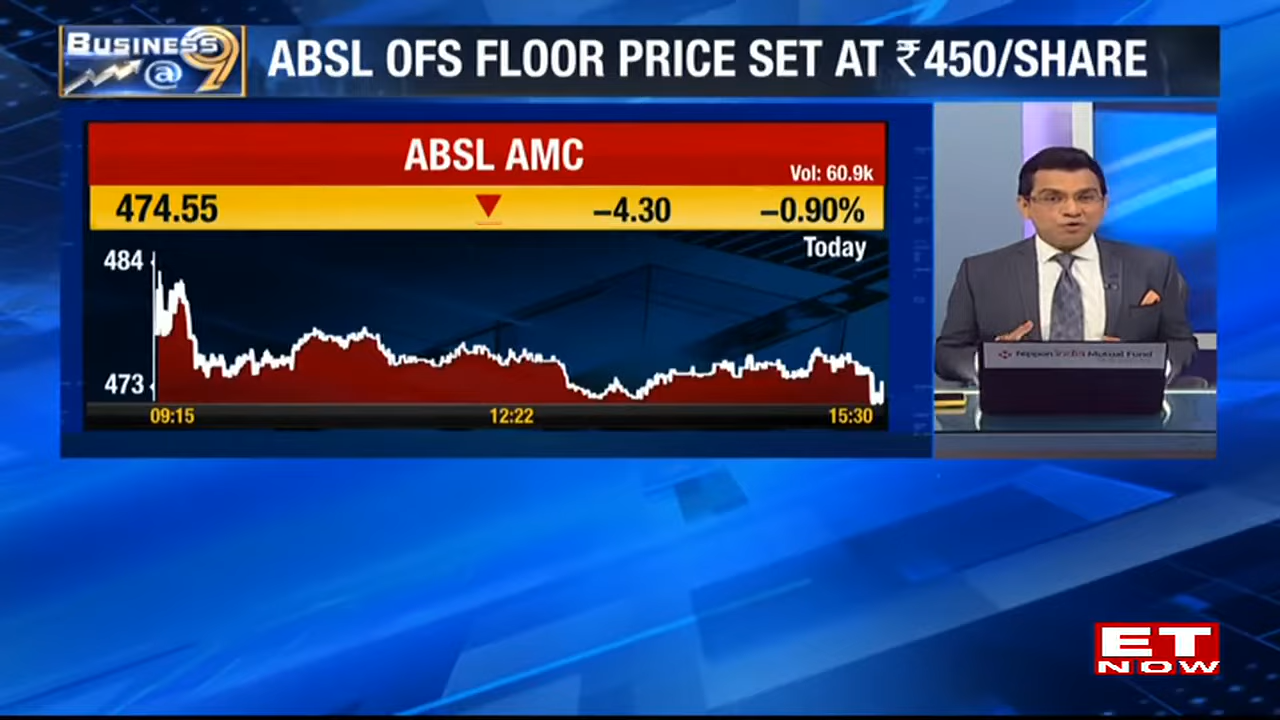 BUSINESS
@9
ABSL OFS FLOOR PRICE SET AT ₹450/SHARE
ABSL AMC
Vol: 60.9k
474.55
–4.30
–0.90%
Today
484
473
09:15
12:22
15:30
Nippon India Mutual Fund
ET
NOW